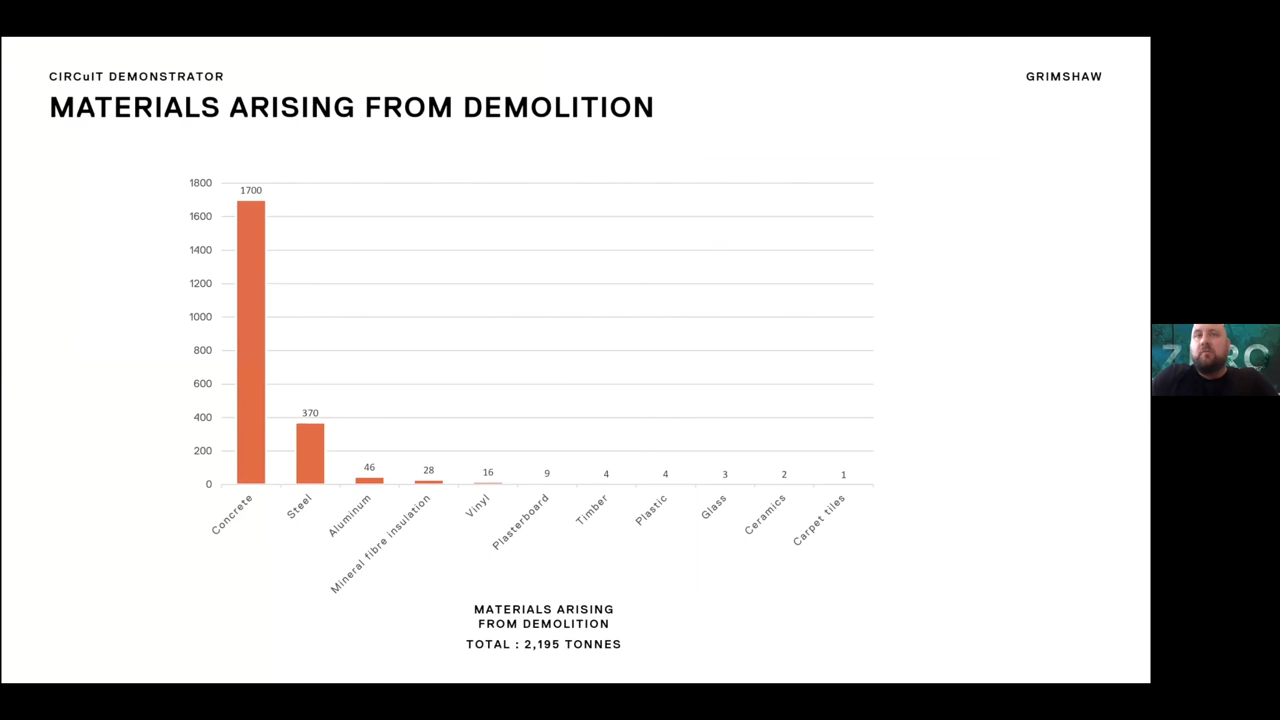 CIRCuIT DEMONSTRATOR
GRIMSHAW
MATERIALS ARISING FROM DEMOLITION
1800
1600
1400
1200
1000
800
600
400
200
0
1700
370
46
28
16
9
4
4
3
2
1
Concrete
Steel
Aluminum
Mineral fibre insulation
Vinyl
Plasterboard
Timber
Plastic
Glass
Ceramics
Carpet tiles
MATERIALS ARISING
FROM DEMOLITION
TOTAL : 2,195 TONNES